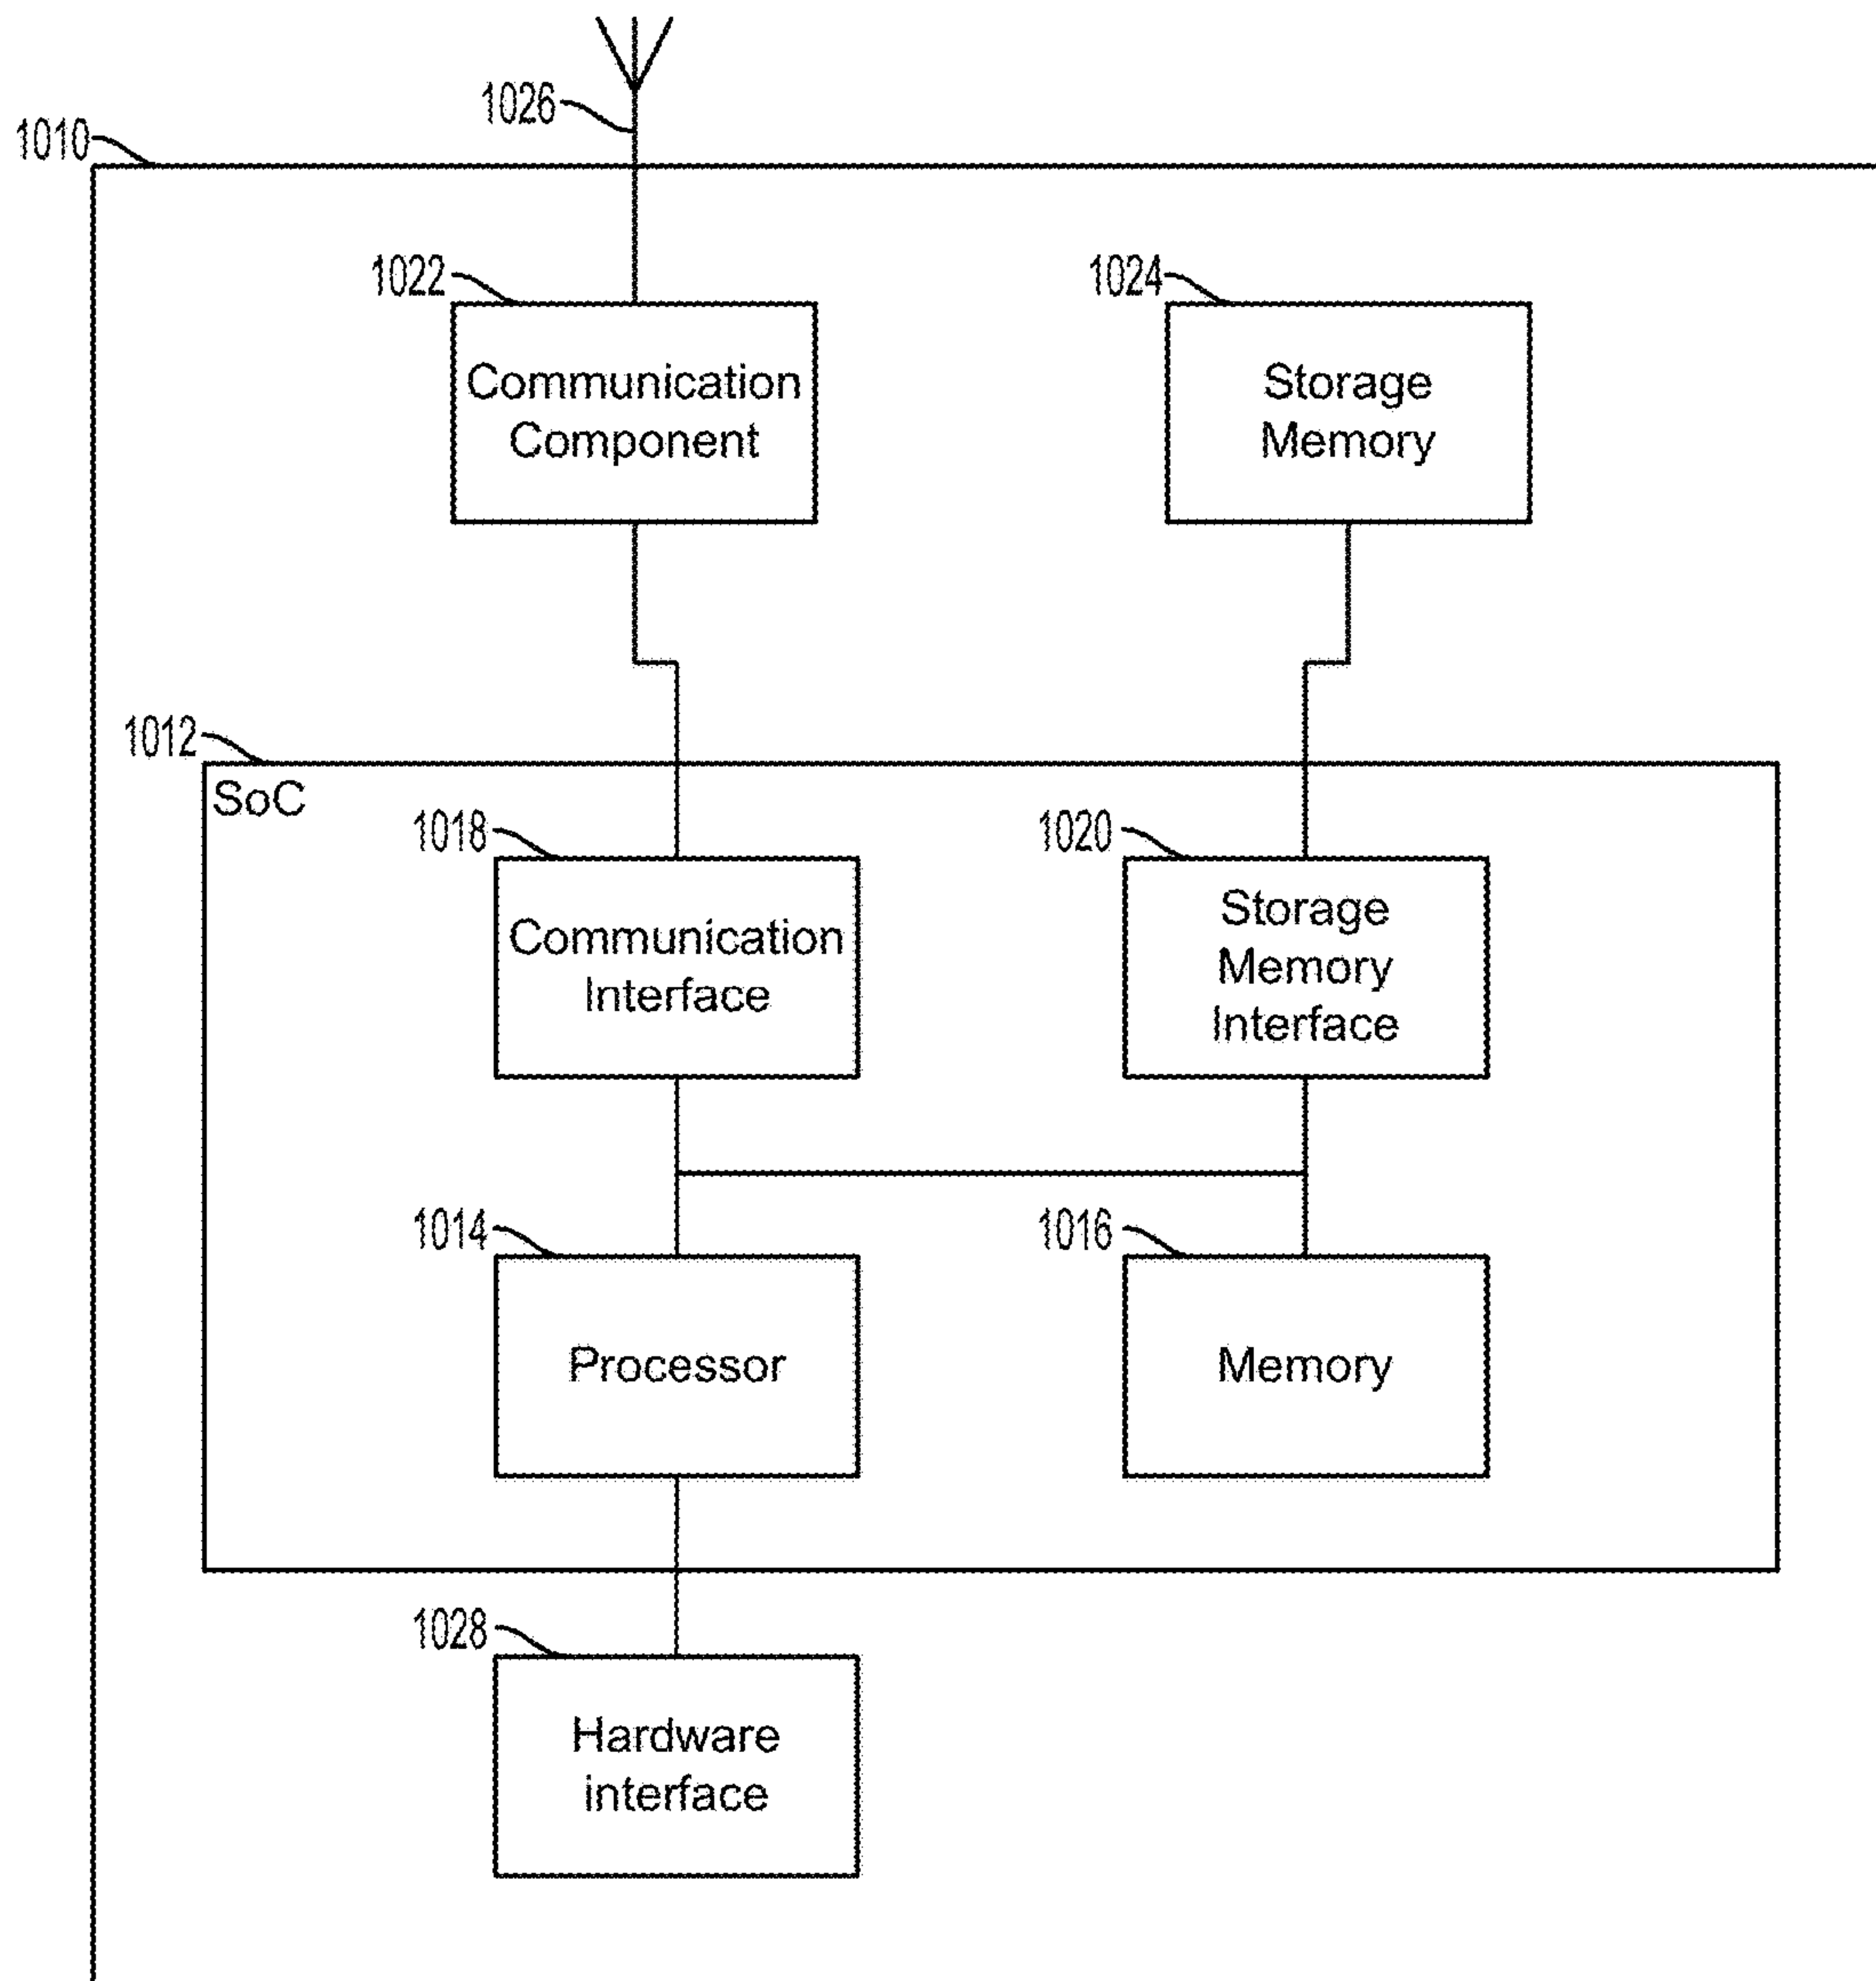 1026
1010
1022
1024
Communication
Component
Storage
Memory
1012
SoC
1018
1020
Communication
Interface
Storage
Memory
Interface
1014
1016
Processor
Memory
1028
Hardware
interface